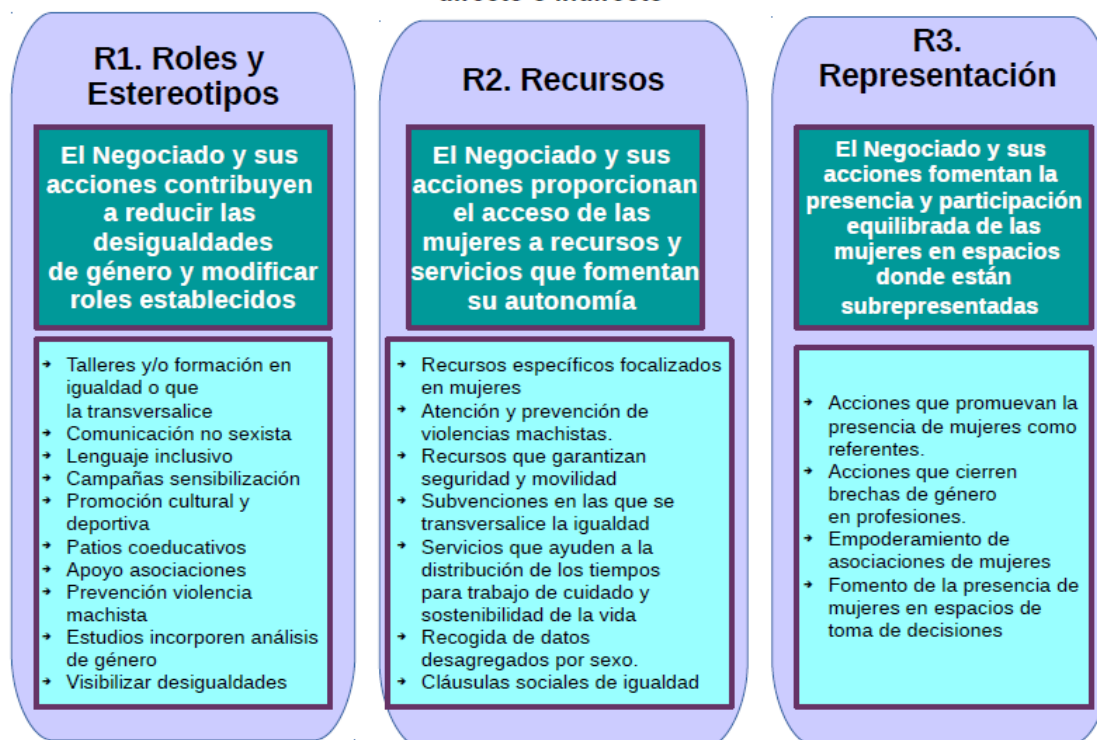 directo o indirecto
R1. Roles y
Estereotipos
El Negociado y sus
acciones contribuyen
a reducir las
desigualdades
de género y modificar
roles establecidos
Talleres y/o formación en
igualdad o que
la transversalice
Comunicación no sexista
Lenguaje inclusivo
Campañas sensibilización
Promoción cultural y
deportiva
Patios coeducativos
Apoyo asociaciones
Prevención violencia
machista
Estudios incorporen análisis
de género
Visibilizar desigualdades
R2. Recursos
El Negociado y sus
acciones proporcionan
el acceso de las
mujeres a recursos y
servicios que fomentan
su autonomía
Recursos específicos focalizados
en mujeres
Atención y prevención de
violencias machistas.
Recursos que garantizan
seguridad y movilidad
Subvenciones en las que se
transversalice la igualdad
Servicios que ayuden a la
distribución de los tiempos
para trabajo de cuidado y
sostenibilidad de la vida
Recogida de datos
desagregados por sexo.
Cláusulas sociales de igualdad
R3.
Representación
El Negociado y sus
acciones fomentan la
presencia y participación
equilibrada de las
mujeres en espacios
donde están
subrepresentadas
Acciones que promuevan la
presencia de mujeres como
referentes.
Acciones que cierren
brechas de género
en profesiones.
Empoderamiento de
asociaciones de mujeres
Fomento de la presencia de
mujeres en espacios de
toma de decisiones